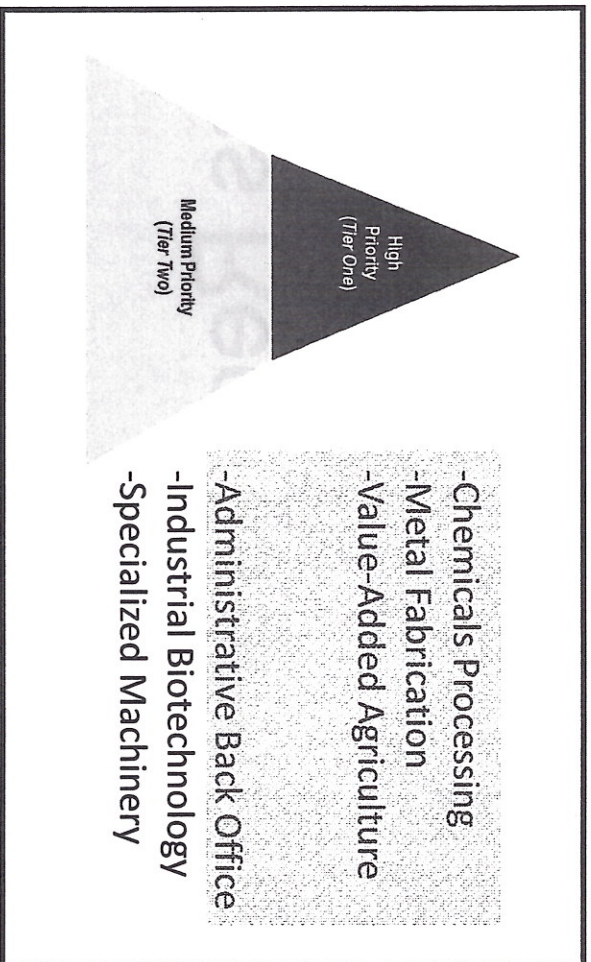 High
Priority
(Tier One)
Medium Priority
(Tier Two)
-Chemicals Processing
-Metal Fabrication
-Value-Added Agriculture
-Administrative Back Office
-Industrial Biotechnology
-Specialized Machinery